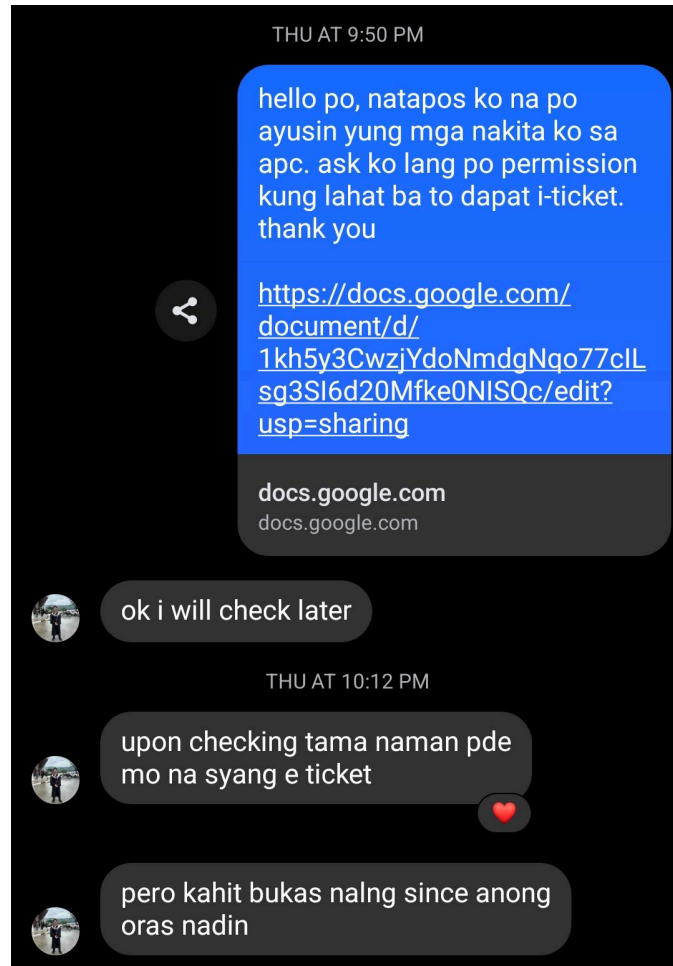 THU AT 9:50 PM
hello po, natapos ko na po
ayusin yung mga nakita ko sa
apc. ask ko lang po permission
kung lahat ba to dapat i-ticket.
thank you
https://docs.google.com/
document/d/
1kh5y3CwzjYdoNmdgNqo77cIL
sg3SI6d20Mfke0NISQc/edit?
usp=sharing
docs.google.com
docs.google.com
ok i will check later
THU AT 10:12 PM
upon checking tama naman pde
mo na syang e ticket
pero kahit bukas nalng since anong
oras nadin